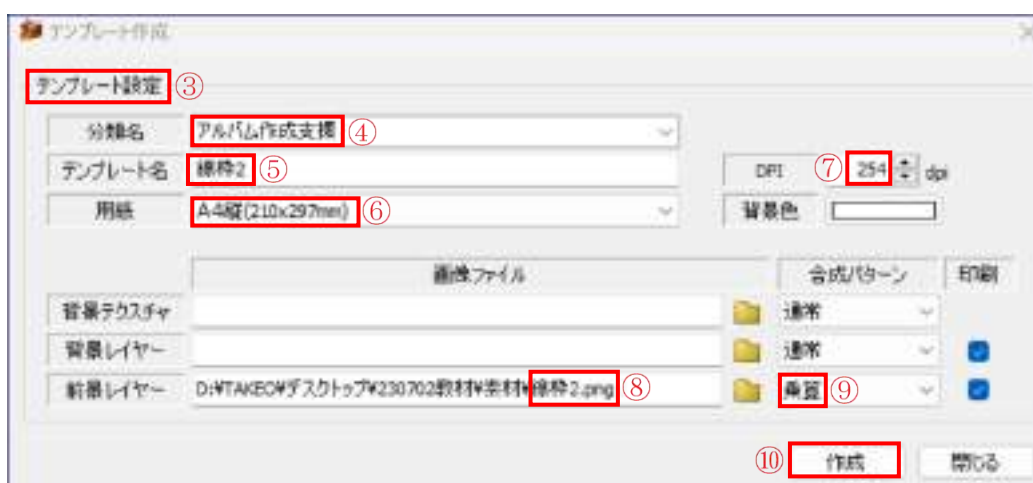 テンプレート作成
テンプレート設定 ③
分類名 アルバム作成支援 ④
テンプレート名 線枠2 ⑤ DPI ⑦ 254 dpi
用紙 A4縦(210x297mm) ⑥ 背景色
画像ファイル 合成パターン 印刷
背景テクスチャ 通常
背景レイヤー 通常
前景レイヤー D:¥TAKEO¥デスクトップ¥230702教材¥素材¥線枠2.png ⑧ 乗算 ⑨
⑩ 作成 閉じる